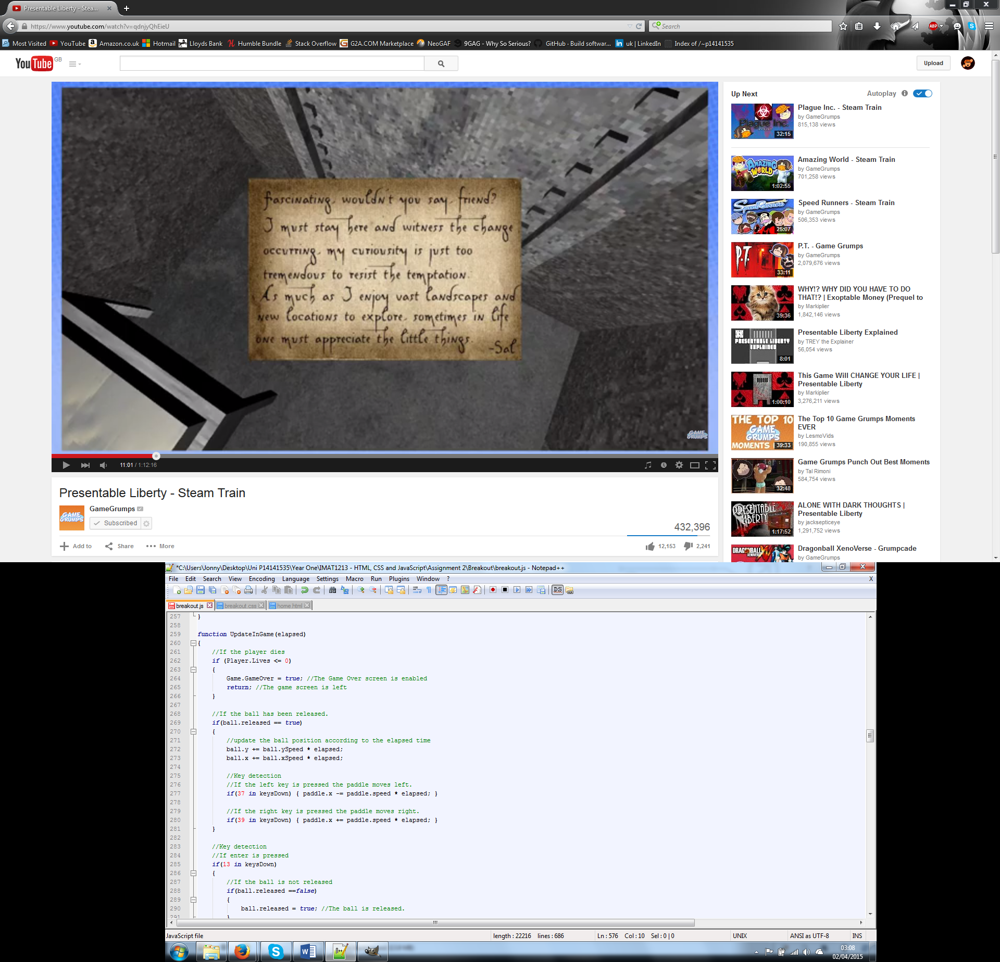 Presentable Liberty - Stea...
https://www.youtube.com/watch?v=qdnjyQhEieU
Search
ABP
Most Visited YouTube Amazon.co.uk Hotmail Lloyds Bank Humble Bundle Stack Overflow G2A.COM Marketplace NeoGAF 9GAG - Why So Serious? GitHub · Build softwar... uk | LinkedIn Index of /~p14141535
YouTube GB
Upload
fascinating, wouldn't you say, friend?
I must stay here and witness the change
occurring, my curiousity is just too
tremendous to resist the temptation.
As much as I enjoy vast landscapes and
new locations to explore, sometimes in life
one must appreciate the little things.
-Sal
GAME GRUMPS
11:01 / 1:12:16
Presentable Liberty - Steam Train
GAME GRUMPS
GameGrumps
Subscribed
432,396
Add to Share More
12,153 2,241
Up Next Autoplay
Plague Inc. EVOLVED
32:15
Plague Inc. - Steam Train
by GameGrumps
815,138 views
AMAZING WORLD
1:02:55
Amazing World - Steam Train
by GameGrumps
701,258 views
SpeedRunners
25:07
Speed Runners - Steam Train
by GameGrumps
506,353 views
P.T.
33:11
P.T. - Game Grumps
by GameGrumps
2,079,676 views
39:36
WHY!? WHY DID YOU HAVE TO DO
THAT!? | Exoptable Money (Prequel to
by Markiplier
1,842,146 views
PRESENTABLE LIBERTY
EXPLAINED
8:01
Presentable Liberty Explained
by TREY the Explainer
56,054 views
1:00:10
This Game Will CHANGE YOUR LIFE |
Presentable Liberty
by Markiplier
3,276,211 views
THE TOP 10
GAME GRUMPS
MOMENTS
39:33
The Top 10 Game Grumps Moments
EVER
by LesmoVids
190,855 views
32:48
Game Grumps Punch Out Best Moments
by Tal Rimoni
584,754 views
PRESENTABLE
LIBERTY
1:17:52
ALONE WITH DARK THOUGHTS |
Presentable Liberty
by jacksepticeye
1,291,752 views
DRAGONBALL
XENOVERSE
Dragonball XenoVerse - Grumpcade
by GameGrumps
*C:\Users\Jonny\Desktop\Uni P14141535\Year One\IMAT1213 - HTML, CSS and JavaScript\Assignment 2\Breakout\breakout.js - Notepad++
File Edit Search View Encoding Language Settings Macro Run Plugins Window ? X
breakout.js breakout.css home.html
257 }
258
259 function UpdateInGame(elapsed)
260 {
261 //If the player dies
262 if (Player.Lives <= 0)
263 {
264 Game.GameOver = true; //The Game Over screen is enabled
265 return; //The game screen is left
266 }
267
268 //If the ball has been released.
269 if(ball.released == true)
270 {
271 //update the ball position according to the elapsed time
272 ball.y += ball.ySpeed * elapsed;
273 ball.x += ball.xSpeed * elapsed;
274
275 //Key detection
276 //If the left key is pressed the paddle moves left.
277 if(37 in keysDown) { paddle.x -= paddle.speed * elapsed; }
278
279 //If the right key is pressed the paddle moves right.
280 if(39 in keysDown) { paddle.x += paddle.speed * elapsed; }
281 }
282
283 //Key detection
284 //If enter is pressed
285 if(13 in keysDown)
286 {
287 //If the ball is not released
288 if(ball.released ==false)
289 {
290 ball.released = true; //The ball is released.
291 }
JavaScript file length : 22216 lines : 686 Ln : 576 Col : 10 Sel : 0 | 0 UNIX ANSI as UTF-8 INS
03:08
02/04/2015